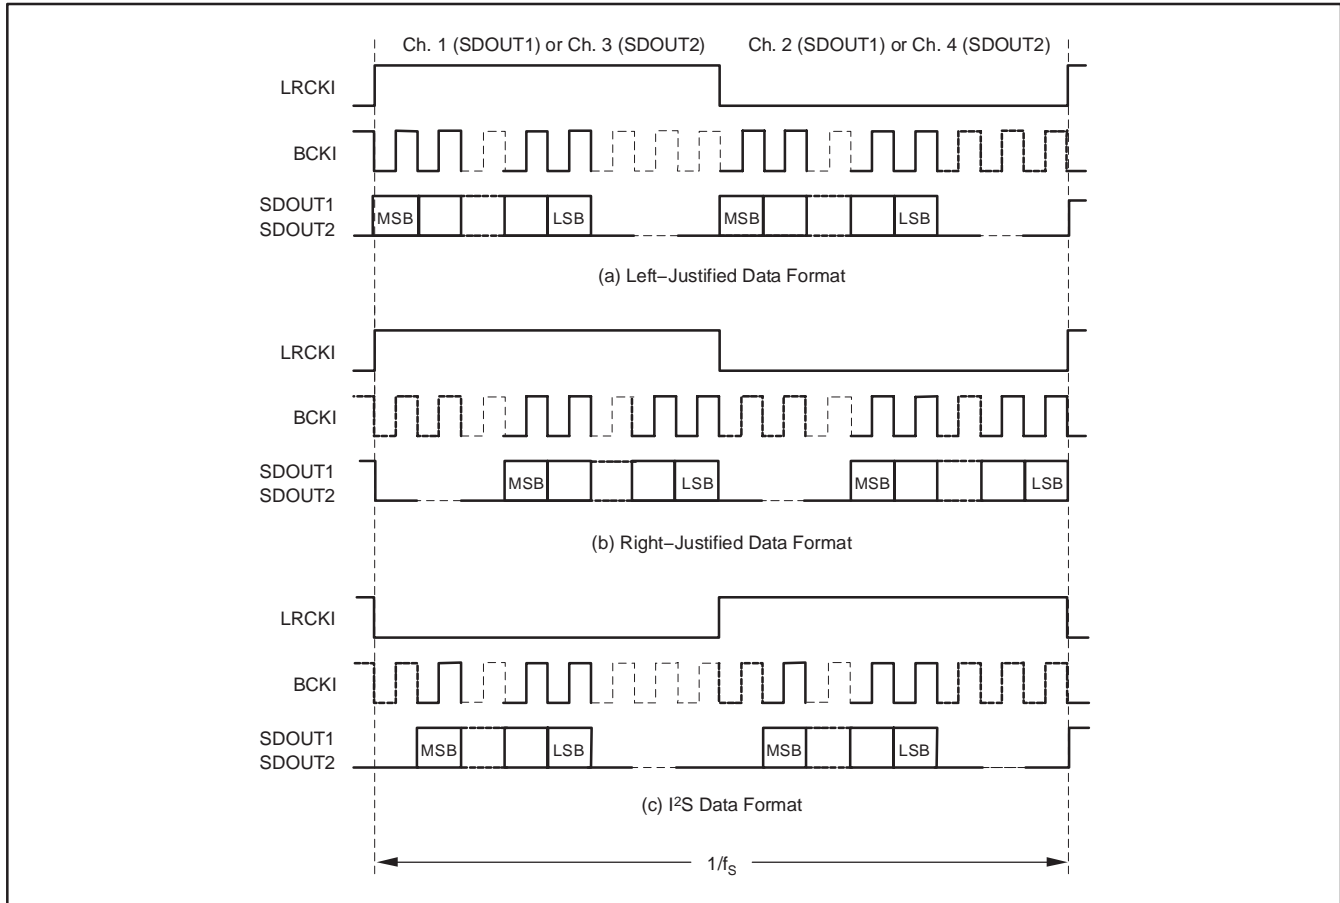 Ch. 1 (SDOUT1) or Ch. 3 (SDOUT2) Ch. 2 (SDOUT1) or Ch. 4 (SDOUT2)
LRCKI
BCKI
SDOUT1
MSB LSB MSB LSB
SDOUT2
(a) Left−Justified Data Format
LRCKI
BCKI
SDOUT1
MSB LSB MSB LSB
SDOUT2
(b) Right−Justified Data Format
LRCKI
BCKI
SDOUT1
MSB LSB MSB LSB
SDOUT2
(c) I²S Data Format
1/fS